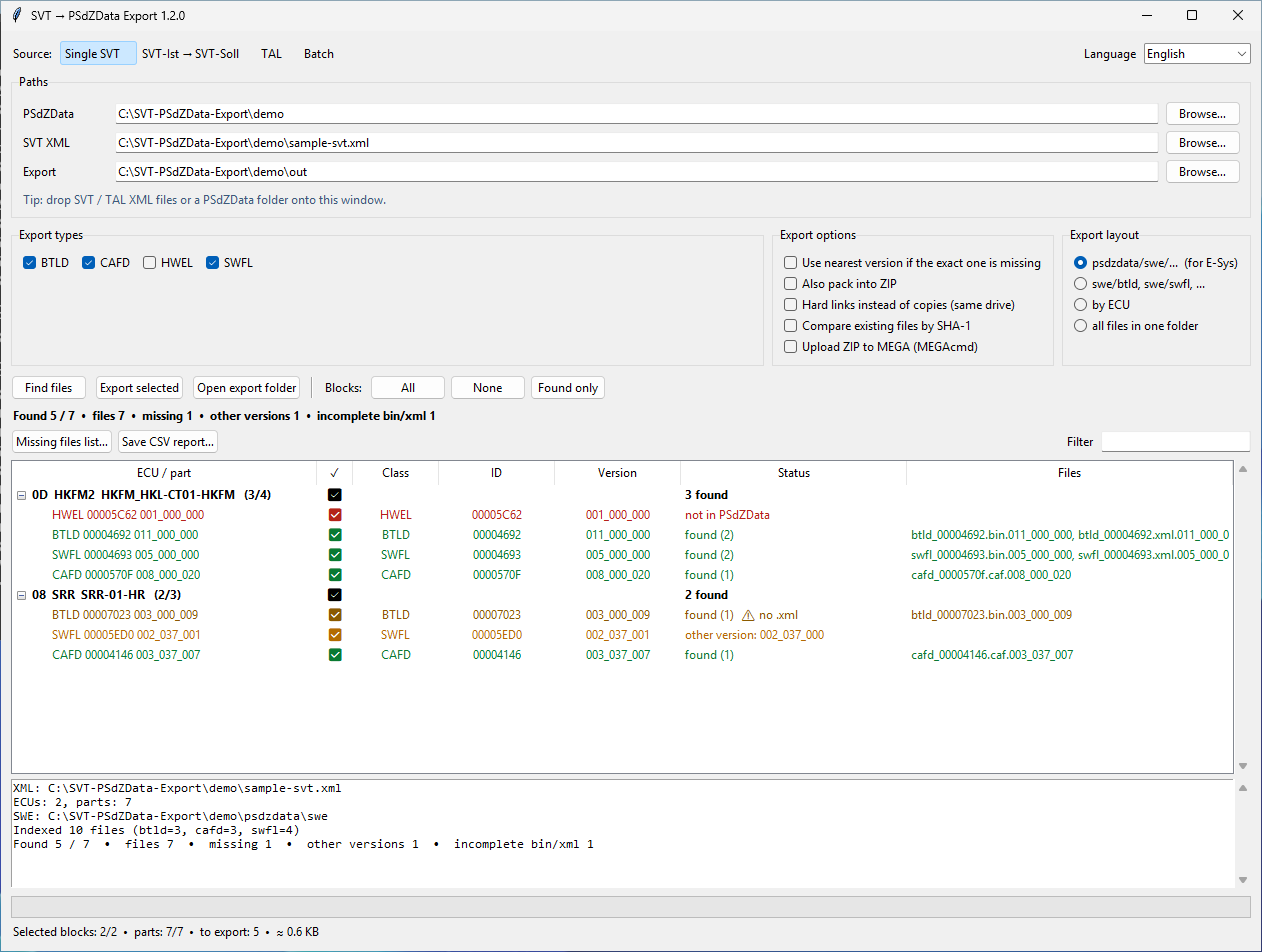 SVT → PSdZData Export 1.2.0
Source: Single SVT SVT-Ist → SVT-Soll TAL Batch Language English
Paths
PSdZData C:\SVT-PSdZData-Export\demo Browse...
SVT XML C:\SVT-PSdZData-Export\demo\sample-svt.xml Browse...
Export C:\SVT-PSdZData-Export\demo\out Browse...
Tip: drop SVT / TAL XML files or a PSdZData folder onto this window.
Export types
BTLD CAFD HWEL SWFL
Export options
Use nearest version if the exact one is missing
Also pack into ZIP
Hard links instead of copies (same drive)
Compare existing files by SHA-1
Upload ZIP to MEGA (MEGAcmd)
Export layout
psdzdata/swe/... (for E-Sys)
swe/btld, swe/swfl, ...
by ECU
all files in one folder
Find files Export selected Open export folder Blocks: All None Found only
Found 5 / 7 • files 7 • missing 1 • other versions 1 • incomplete bin/xml 1
Missing files list... Save CSV report... Filter
ECU / part ✓ Class ID Version Status Files
0D HKFM2 HKFM_HKL-CT01-HKFM (3/4) 3 found
HWEL 00005C62 001_000_000 HWEL 00005C62 001_000_000 not in PSdZData
BTLD 00004692 011_000_000 BTLD 00004692 011_000_000 found (2) btld_00004692.bin.011_000_000, btld_00004692.xml.011_000_0
SWFL 00004693 005_000_000 SWFL 00004693 005_000_000 found (2) swfl_00004693.bin.005_000_000, swfl_00004693.xml.005_000_0
CAFD 0000570F 008_000_020 CAFD 0000570F 008_000_020 found (1) cafd_0000570f.caf.008_000_020
08 SRR SRR-01-HR (2/3) 2 found
BTLD 00007023 003_000_009 BTLD 00007023 003_000_009 found (1) ⚠ no .xml btld_00007023.bin.003_000_009
SWFL 00005ED0 002_037_001 SWFL 00005ED0 002_037_001 other version: 002_037_000
CAFD 00004146 003_037_007 CAFD 00004146 003_037_007 found (1) cafd_00004146.caf.003_037_007
XML: C:\SVT-PSdZData-Export\demo\sample-svt.xml
ECUs: 2, parts: 7
SWE: C:\SVT-PSdZData-Export\demo\psdzdata\swe
Indexed 10 files (btld=3, cafd=3, swfl=4)
Found 5 / 7 • files 7 • missing 1 • other versions 1 • incomplete bin/xml 1
Selected blocks: 2/2 • parts: 7/7 • to export: 5 • ≈ 0.6 KB